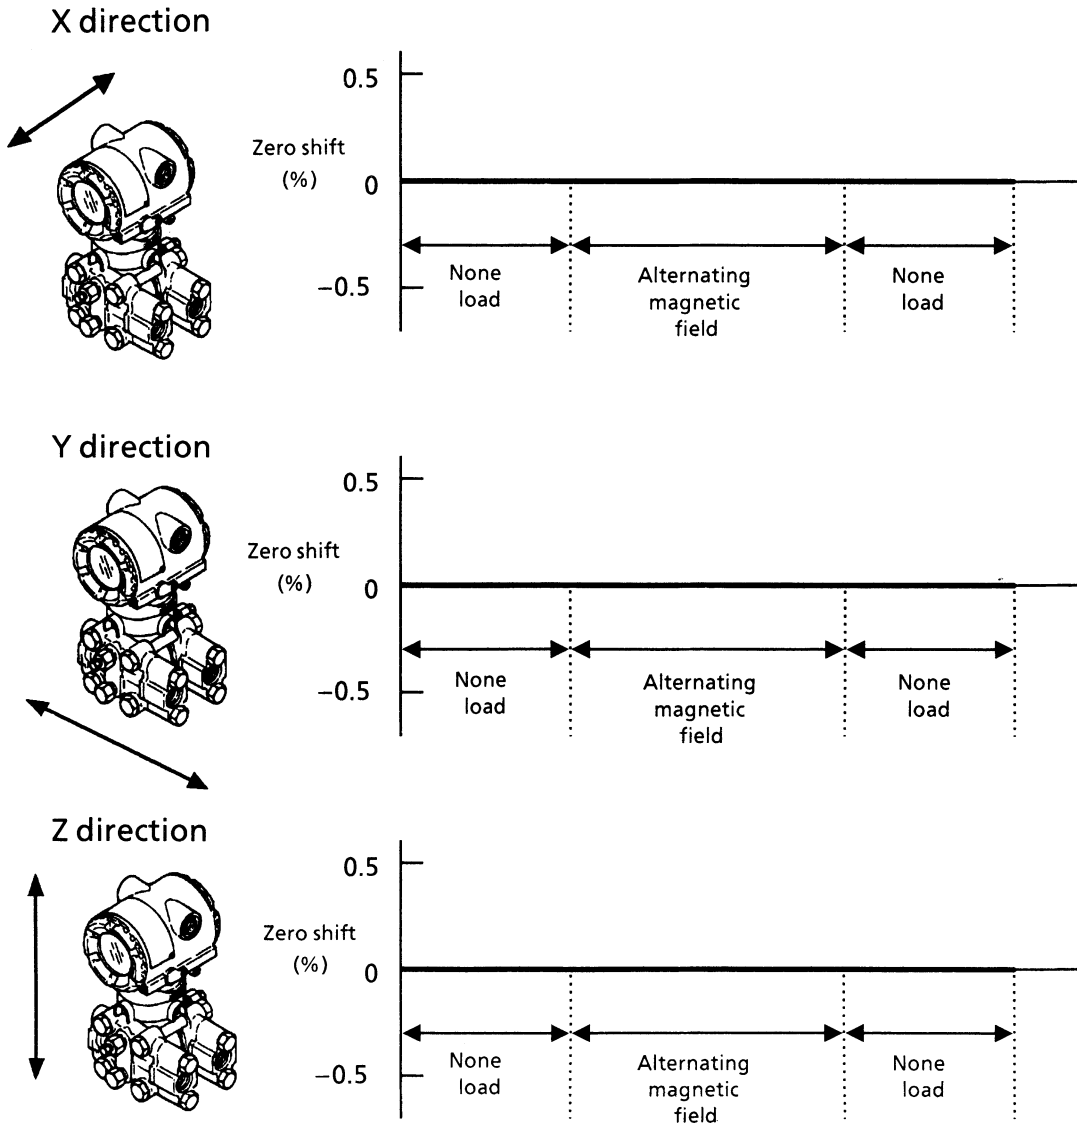 X direction
0.5
Zero shift
(%)
0
None
load
Alternating
magnetic
field
None
load
−0.5
Y direction
0.5
Zero shift
(%)
0
None
load
Alternating
magnetic
field
None
load
−0.5
Z direction
0.5
Zero shift
(%)
0
None
load
Alternating
magnetic
field
None
load
−0.5